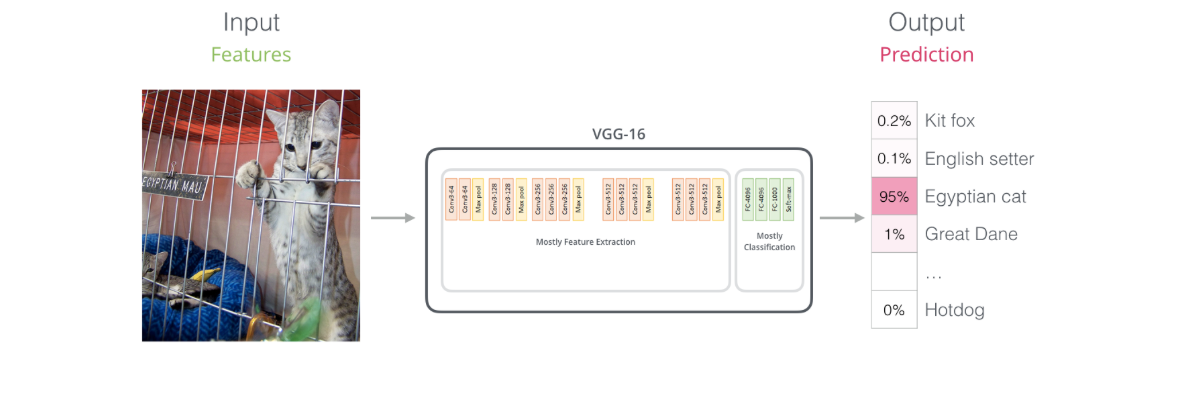 Input
Features
EGYPTIAN MAU
VGG-16
Conv3-64
Conv3-64
Max pool
Conv3-128
Conv3-128
Max pool
Conv3-256
Conv3-256
Conv3-256
Max pool
Conv3-512
Conv3-512
Conv3-512
Max pool
Conv3-512
Conv3-512
Conv3-512
Max pool
Mostly Feature Extraction
FC-4096
FC-4096
FC-1000
Soft-max
Mostly
Classification
Output
Prediction
0.2% Kit fox
0.1% English setter
95% Egyptian cat
1% Great Dane
...
0% Hotdog